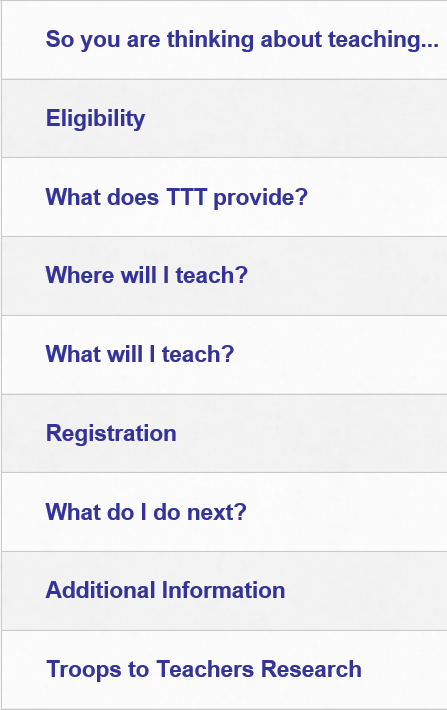 So you are thinking about teaching...
Eligibility
What does TTT provide?
Where will I teach?
What will I teach?
Registration
What do I do next?
Additional Information
Troops to Teachers Research